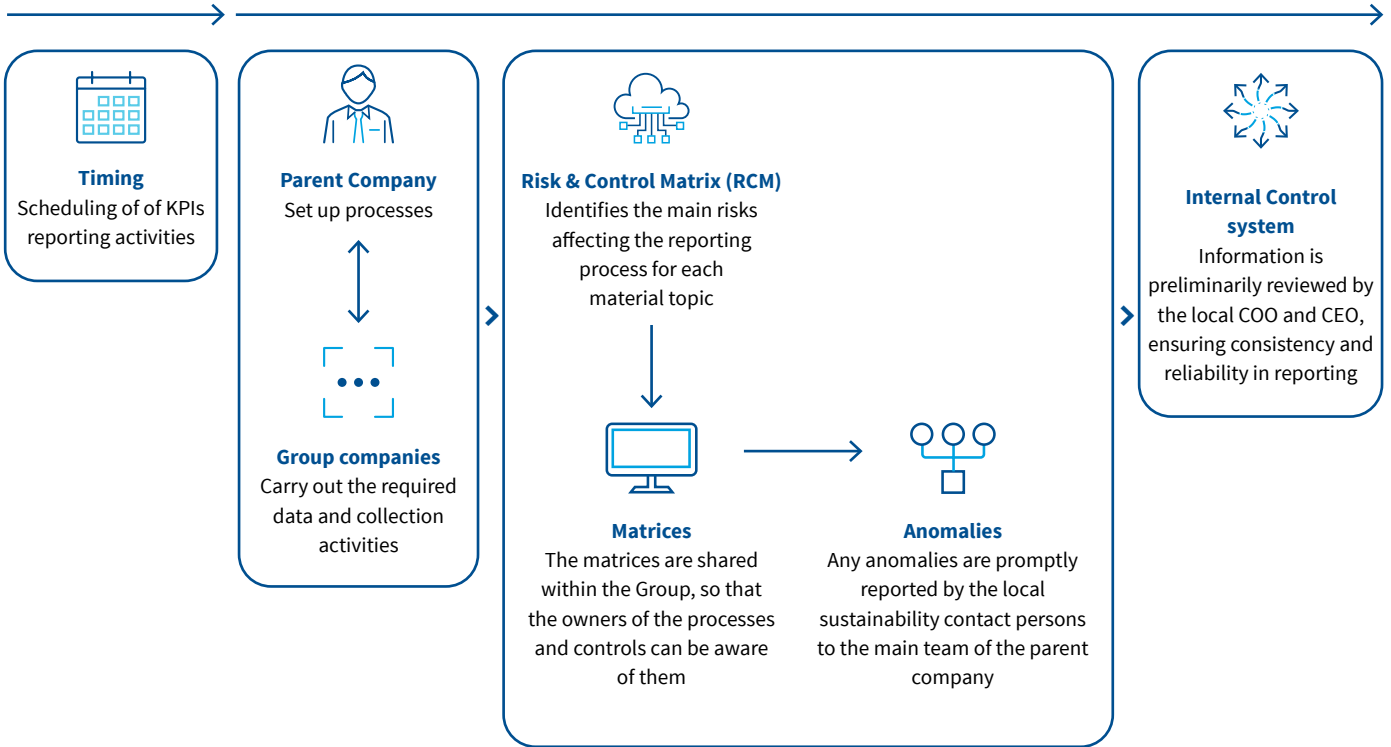 Timing
Scheduling of of KPIs
reporting activities
Parent Company
Set up processes
Group companies
Carry out the required
data and collection
activities
Risk & Control Matrix (RCM)
Identifies the main risks
affecting the reporting
process for each
material topic
Matrices
The matrices are shared
within the Group, so that
the owners of the processes
and controls can be aware
of them
Anomalies
Any anomalies are promptly
reported by the local
sustainability contact persons
to the main team of the parent
company
Internal Control
system
Information is
preliminarily reviewed by
the local COO and CEO,
ensuring consistency and
reliability in reporting